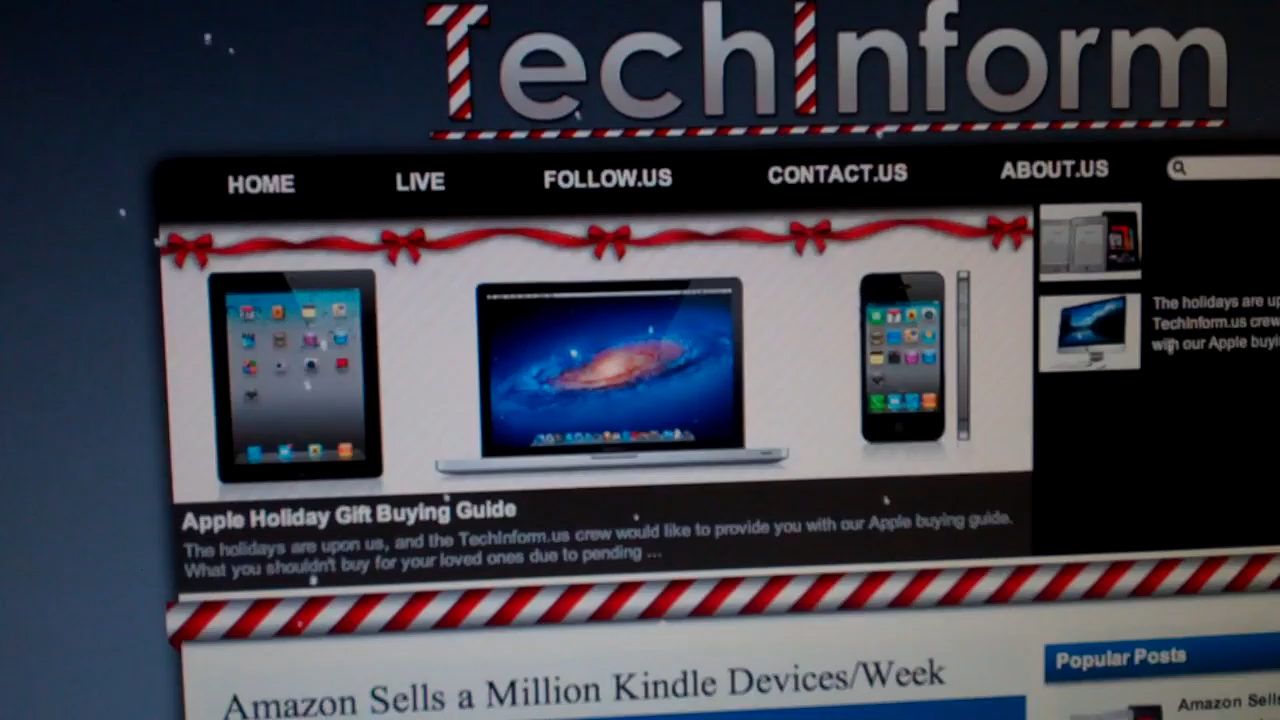 TechInform
HOME LIVE FOLLOW.US CONTACT.US ABOUT.US
The holidays are up
TechInform.us crew
with our Apple buyi
Apple Holiday Gift Buying Guide
The holidays are upon us, and the TechInform.us crew would like to provide you with our Apple buying guide.
What you shouldn't buy for your loved ones due to pending ...
Amazon Sells a Million Kindle Devices/Week
Popular Posts
Amazon Sell